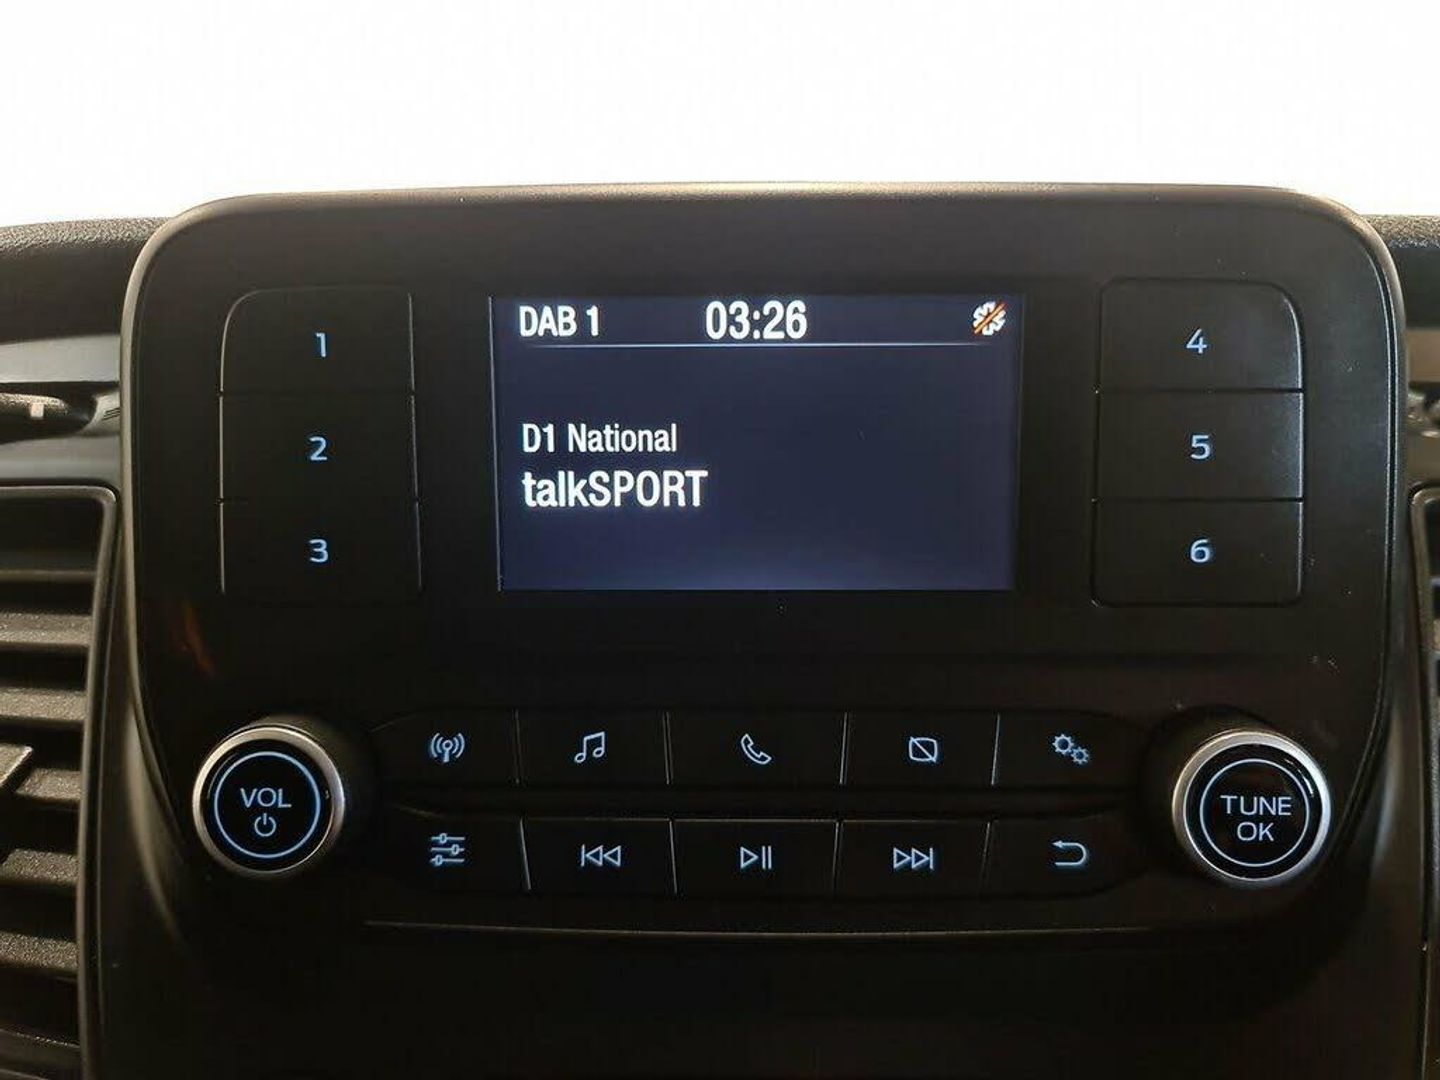 DAB 1 03:26
D1 National
talkSPORT
1
2
3
4
5
6
VOL
TUNE
OK